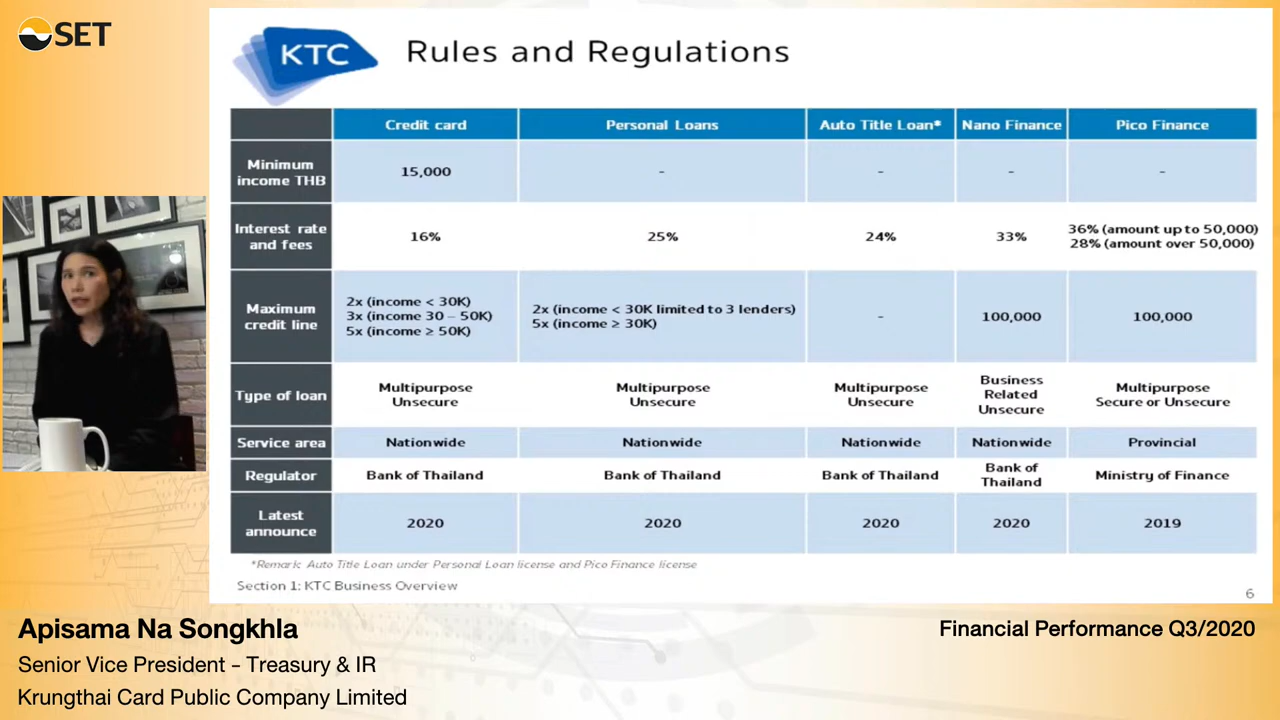 SET
KTC
Rules and Regulations
Credit card Personal Loans Auto Title Loan* Nano Finance Pico Finance
Minimum income THB 15,000 - - - -
Interest rate and fees 16% 25% 24% 33% 36% (amount up to 50,000)
28% (amount over 50,000)
Maximum credit line
2x (income < 30K)
3x (income 30 – 50K)
5x (income ≥ 50K)
2x (income < 30K limited to 3 lenders)
5x (income ≥ 30K)
-
100,000
100,000
Type of loan
Multipurpose
Unsecure
Multipurpose
Unsecure
Multipurpose
Unsecure
Business
Related
Unsecure
Multipurpose
Secure or Unsecure
Service area Nationwide Nationwide Nationwide Nationwide Provincial
Regulator Bank of Thailand Bank of Thailand Bank of Thailand Bank of Thailand Ministry of Finance
Latest announce 2020 2020 2020 2020 2019
*Remark: Auto Title Loan under Personal Loan license and Pico Finance license
Section 1: KTC Business Overview
6
Apisama Na Songkhla
Senior Vice President - Treasury & IR
Krungthai Card Public Company Limited
Financial Performance Q3/2020